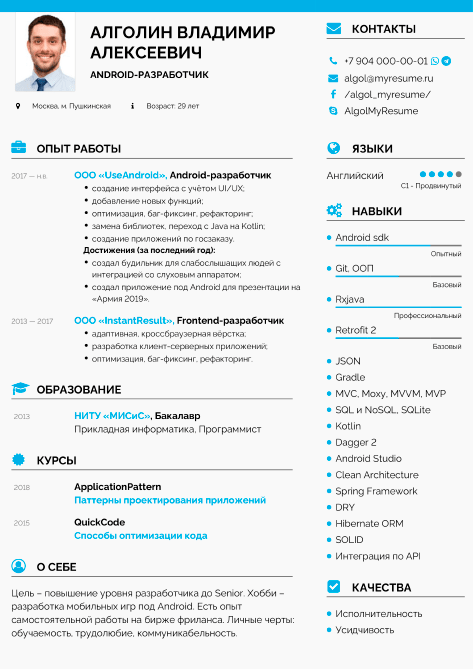 АЛГОЛИН ВЛАДИМИР
АЛЕКСЕЕВИЧ
ANDROID-РАЗРАБОТЧИК
Москва, м. Пушкинская
Возраст: 29 лет
ОПЫТ РАБОТЫ
2017 — н.в.
ООО «UseAndroid», Android-разработчик
создание интерфейса с учётом UI/UX;
добавление новых функций;
оптимизация, баг-фиксинг, рефакторинг;
замена библиотек, переход с Java на Kotlin;
создание приложений по госзаказу.
Достижения (за последний год):
создал будильник для слабослышащих людей с
интеграцией со слуховым аппаратом;
создал приложение под Android для презентации на
«Армия 2019».
2013 — 2017
ООО «InstantResult», Frontend-разработчик
адаптивная, кроссбраузерная вёрстка;
разработка клиент-серверных приложений;
оптимизация, баг-фиксинг, рефакторинг.
ОБРАЗОВАНИЕ
2013
НИТУ «МИСиС», Бакалавр
Прикладная информатика, Программист
КУРСЫ
2018
ApplicationPattern
Паттерны проектирования приложений
2015
QuickCode
Способы оптимизации кода
О СЕБЕ
Цель – повышение уровня разработчика до Senior. Хобби –
разработка мобильных игр под Android. Есть опыт
самостоятельной работы на бирже фриланса. Личные черты:
обучаемость, трудолюбие, коммуникабельность.
КОНТАКТЫ
+7 904 000-00-01
algol@myresume.ru
/algol_myresume/
AlgolMyResume
ЯЗЫКИ
Английский
C1 - Продвинутый
НАВЫКИ
Android sdk
Опытный
Git, ООП
Базовый
Rxjava
Профессиональный
Retrofit 2
Базовый
JSON
Gradle
MVC, Moxy, MVVM, MVP
SQL и NoSQL, SQLite
Kotlin
Dagger 2
Android Studio
Clean Architecture
Spring Framework
DRY
Hibernate ORM
SOLID
Интеграция по API
КАЧЕСТВА
Исполнительность
Усидчивость